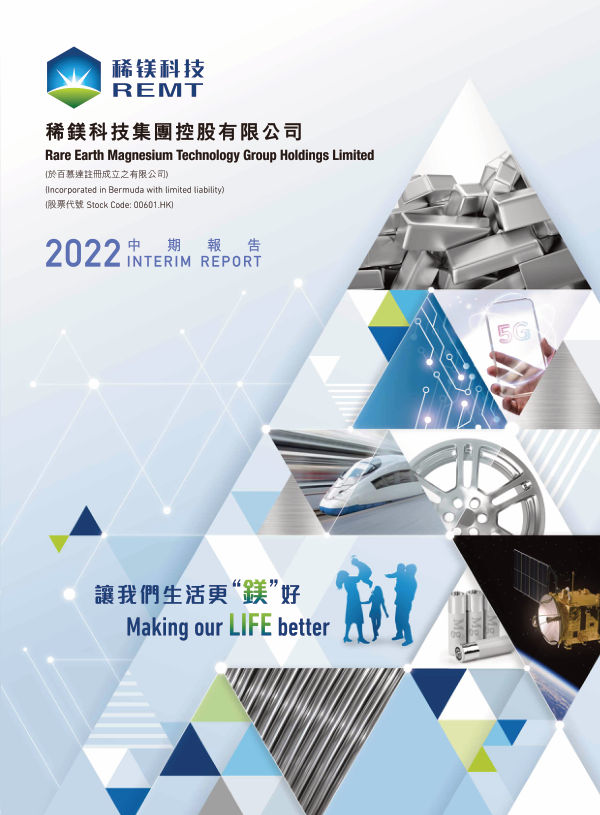 稀鎂科技
REMT
稀鎂科技集團控股有限公司
Rare Earth Magnesium Technology Group Holdings Limited
(於百慕達註冊成立之有限公司)
(Incorporated in Bermuda with limited liability)
(股票代號 Stock Code: 00601.HK)
2022 中期報告
INTERIM REPORT
5G
讓我們生活更“鎂”好
Making our LIFE better
Mg
Mg